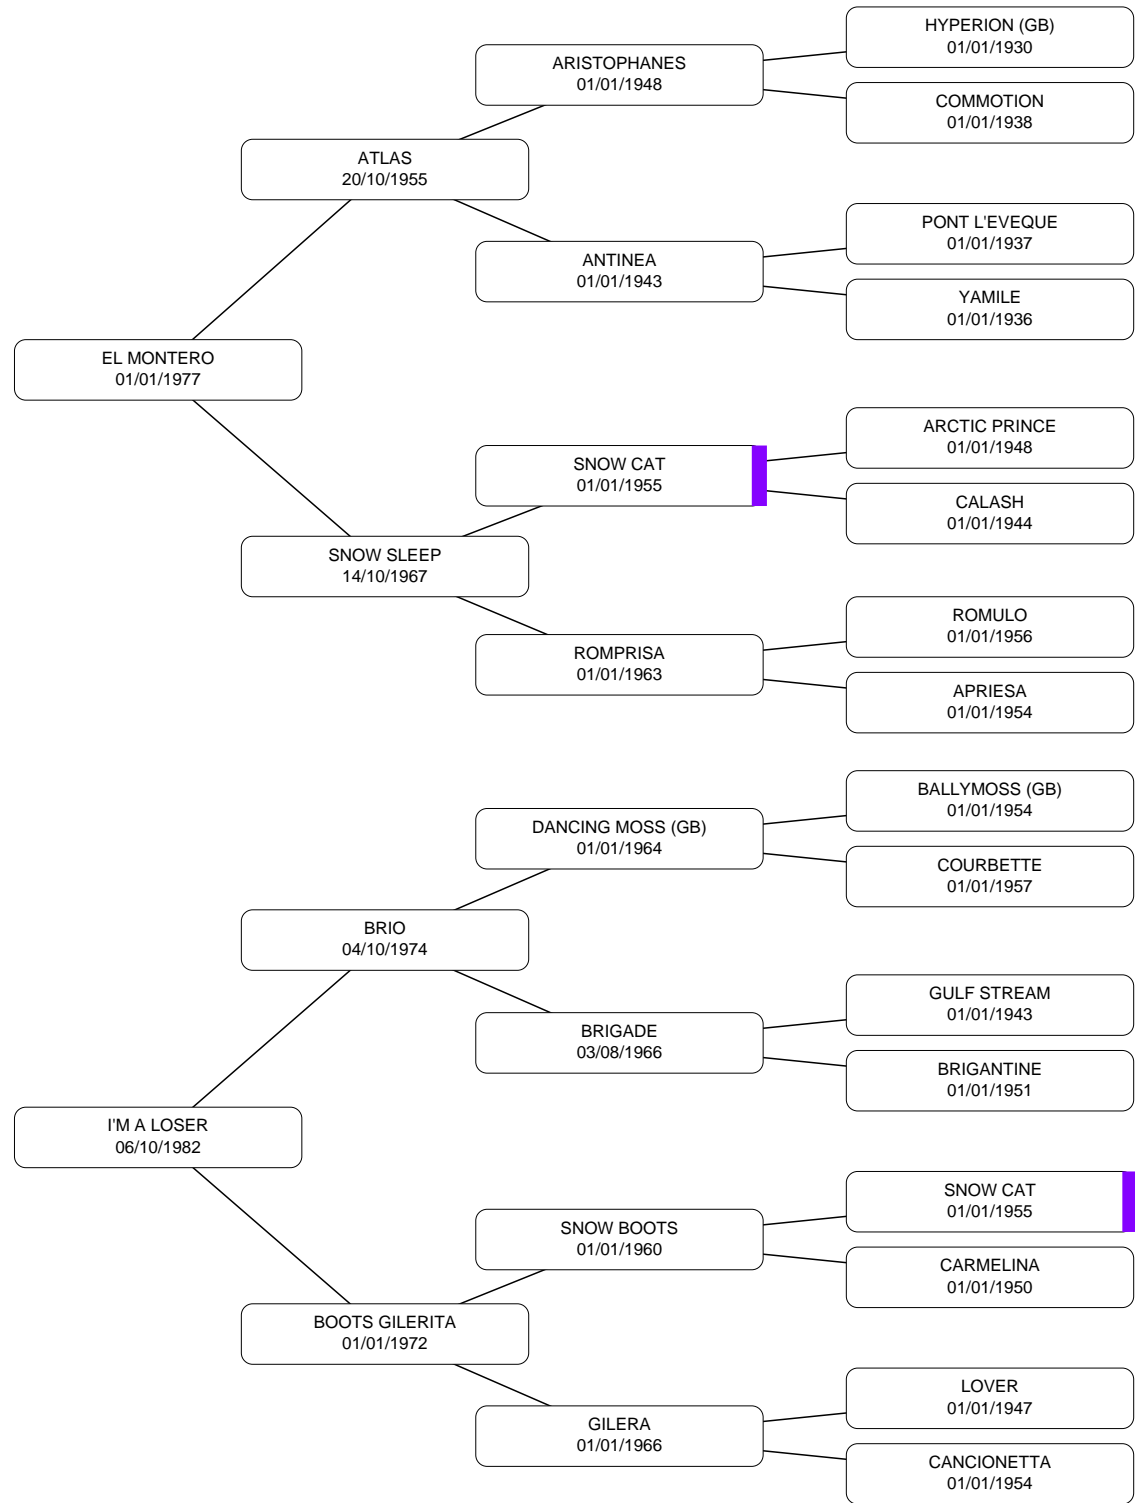 HYPERION (GB)
01/01/1930
ARISTOPHANES
01/01/1948
COMMOTION
01/01/1938
ATLAS
20/10/1955
PONT L'EVEQUE
01/01/1937
ANTINEA
01/01/1943
YAMILE
01/01/1936
EL MONTERO
01/01/1977
ARCTIC PRINCE
01/01/1948
SNOW CAT
01/01/1955
CALASH
01/01/1944
SNOW SLEEP
14/10/1967
ROMULO
01/01/1956
ROMPRISA
01/01/1963
APRIESA
01/01/1954
BALLYMOSS (GB)
01/01/1954
DANCING MOSS (GB)
01/01/1964
COURBETTE
01/01/1957
BRIO
04/10/1974
GULF STREAM
01/01/1943
BRIGADE
03/08/1966
BRIGANTINE
01/01/1951
I'M A LOSER
06/10/1982
SNOW CAT
01/01/1955
SNOW BOOTS
01/01/1960
CARMELINA
01/01/1950
BOOTS GILERITA
01/01/1972
LOVER
01/01/1947
GILERA
01/01/1966
CANCIONETTA
01/01/1954